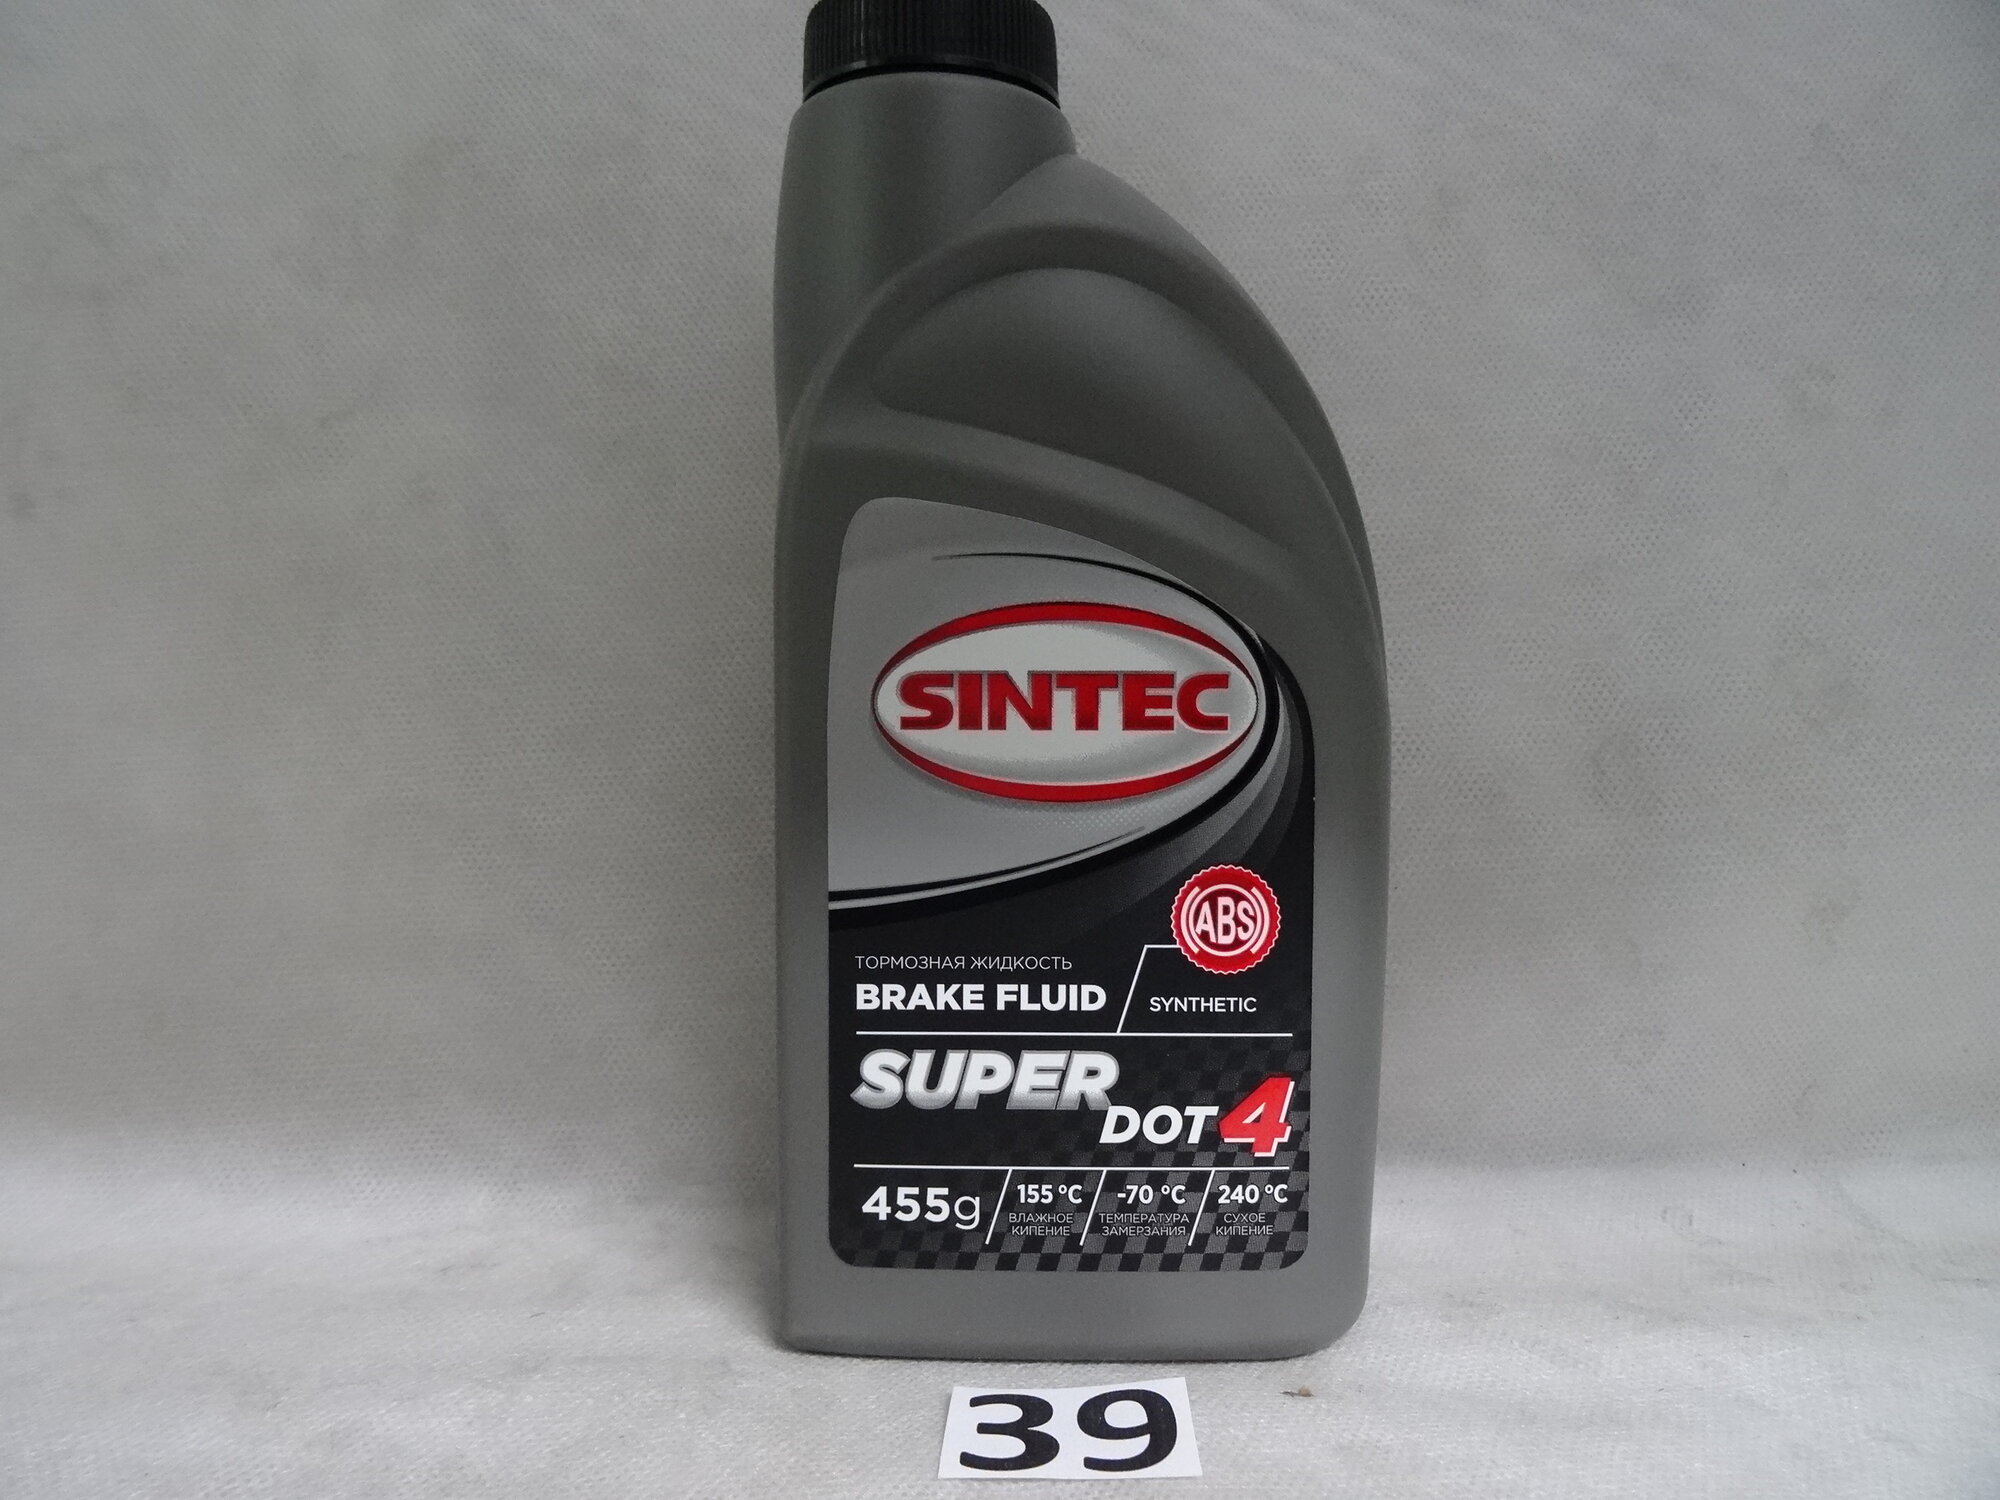 SINTEC
ABS
ТОРМОЗНАЯ ЖИДКОСТЬ
BRAKE FLUID
SYNTHETIC
SUPER
DOT 4
455g
155 °C
ВЛАЖНОЕ
КИПЕНИЕ
-70 °C
ТЕМПЕРАТУРА
ЗАМЕРЗАНИЯ
240 °C
СУХОЕ
КИПЕНИЕ
39